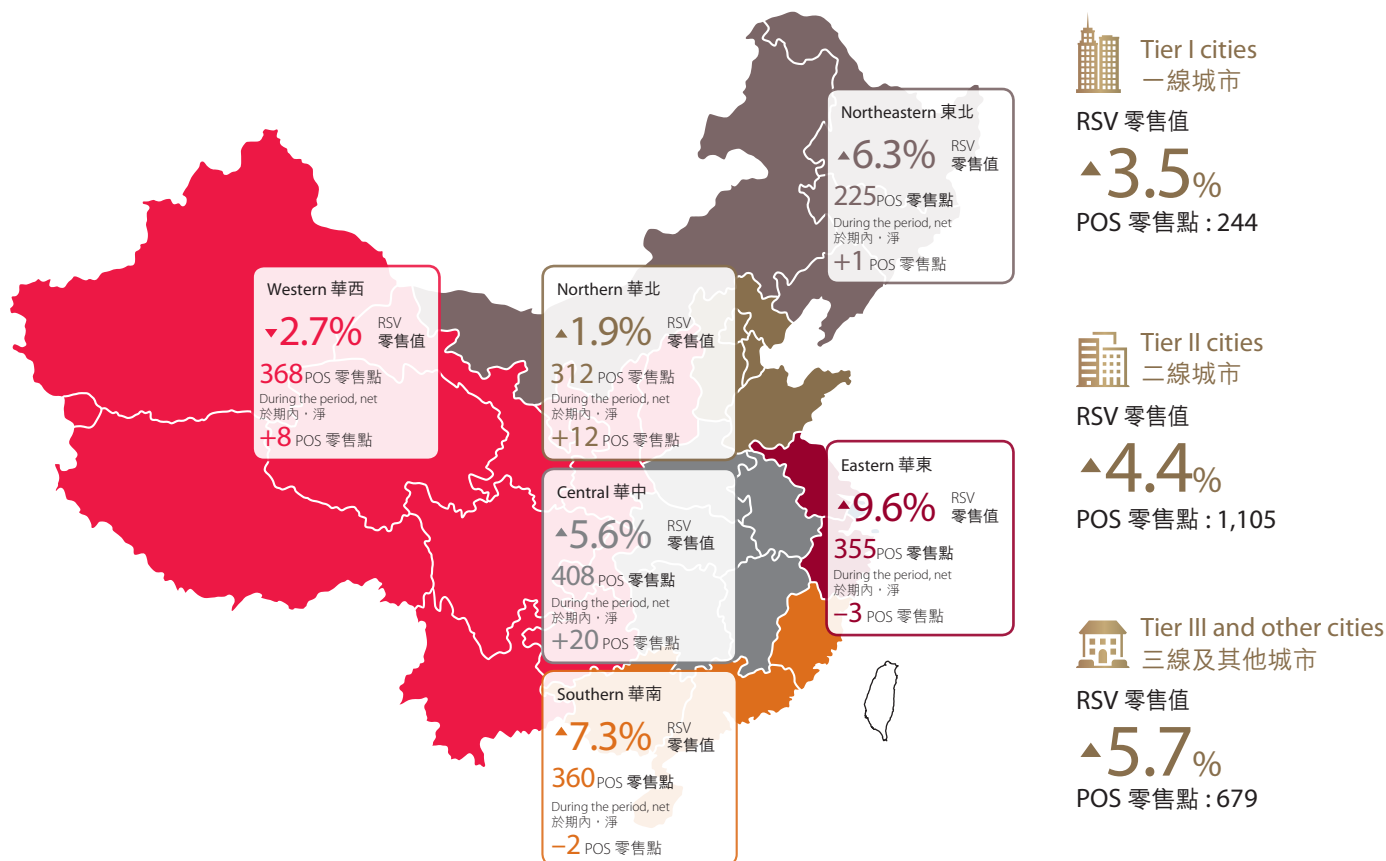 Northeastern 東北
▲6.3% RSV 零售值
225 POS 零售點
During the period, net
於期內，淨
+1 POS 零售點
Western 華西
▼2.7% RSV 零售值
368 POS 零售點
During the period, net
於期內，淨
+8 POS 零售點
Northern 華北
▲1.9% RSV 零售值
312 POS 零售點
During the period, net
於期內，淨
+12 POS 零售點
Central 華中
▲5.6% RSV 零售值
408 POS 零售點
During the period, net
於期內，淨
+20 POS 零售點
Eastern 華東
▲9.6% RSV 零售值
355 POS 零售點
During the period, net
於期內，淨
−3 POS 零售點
Southern 華南
▲7.3% RSV 零售值
360 POS 零售點
During the period, net
於期內，淨
−2 POS 零售點
Tier I cities
一線城市
RSV 零售值
▲3.5%
POS 零售點 : 244
Tier II cities
二線城市
RSV 零售值
▲4.4%
POS 零售點 : 1,105
Tier III and other cities
三線及其他城市
RSV 零售值
▲5.7%
POS 零售點 : 679